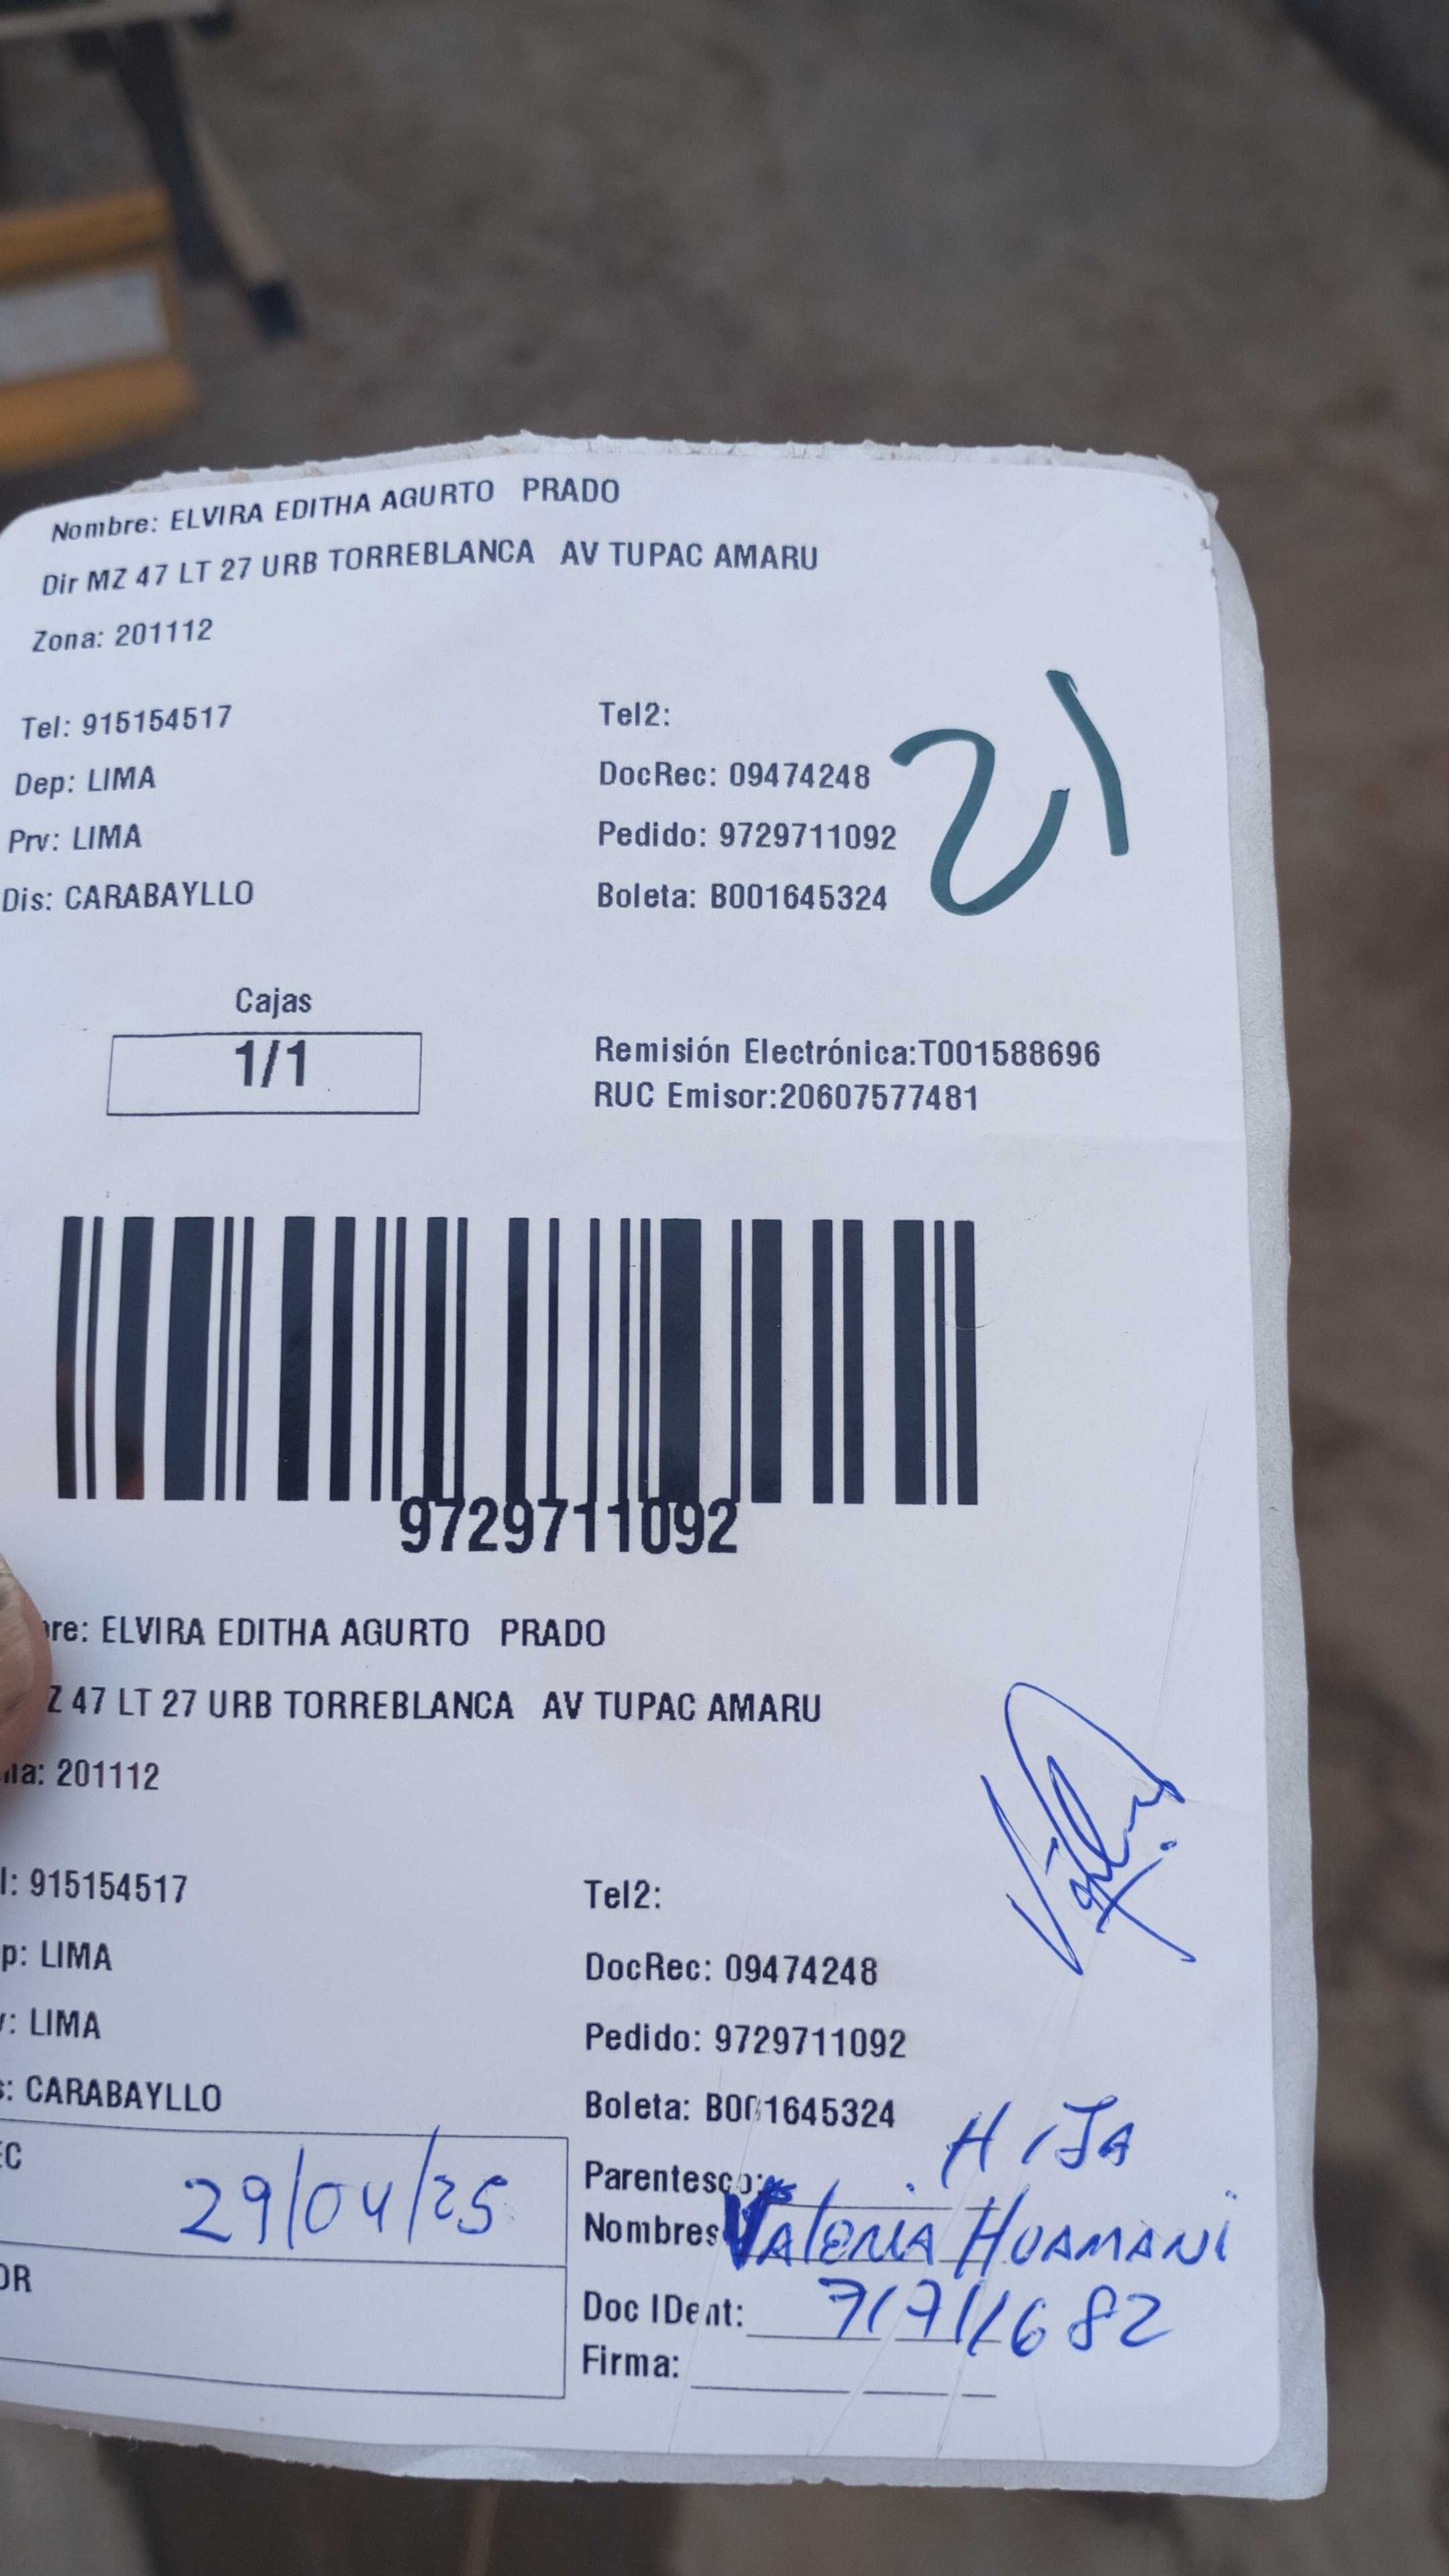 Nombre: ELVIRA EDITHA AGURTO PRADO
Dir MZ 47 LT 27 URB TORREBLANCA AV TUPAC AMARU
Zona: 201112
Tel: 915154517 Tel2:
Dep: LIMA DocRec: 09474248
Prv: LIMA Pedido: 9729711092
Dis: CARABAYLLO Boleta: B001645324
21
Cajas
1/1
Remisión Electrónica:T001588696
RUC Emisor:20607577481
9729711092
re: ELVIRA EDITHA AGURTO PRADO
Z 47 LT 27 URB TORREBLANCA AV TUPAC AMARU
na: 201112
l: 915154517 Tel2:
p: LIMA DocRec: 09474248
: LIMA Pedido: 9729711092
: CARABAYLLO Boleta: B001645324
EC 29/04/25 Parentesco: HIJA
Nombres Valeria HUAMANI
OR
Doc IDent: 71711682
Firma: